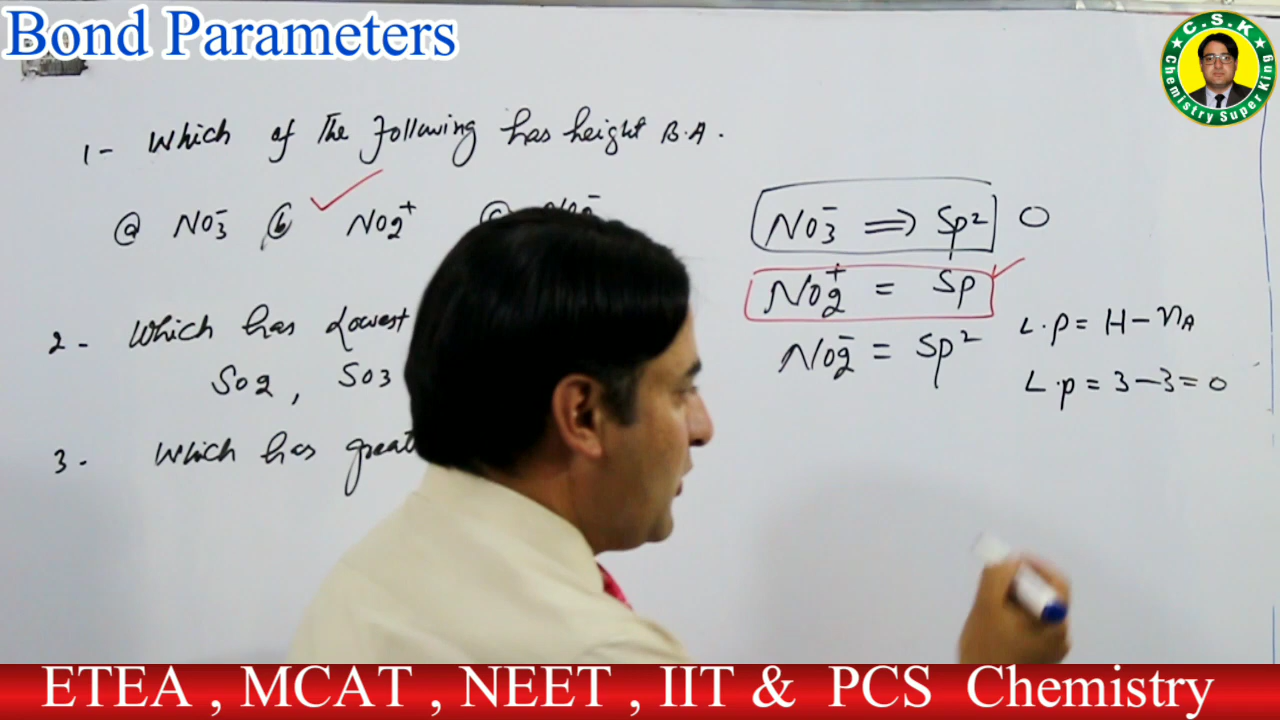 Bond Parameters
C.S.K
Chemistry Super King
1- Which of The following has height B.A.
ⓐ NO3⁻ ⓑ NO2⁺ ⓒ
2- Which has Lowest
SO2, SO3
3- Which has great
NO3⁻ ⇒ Sp² 0
NO2⁺ = Sp
NO2⁻ = Sp²
L.p = H - nA
L.p = 3-3=0
ETEA , MCAT , NEET , IIT & PCS Chemistry